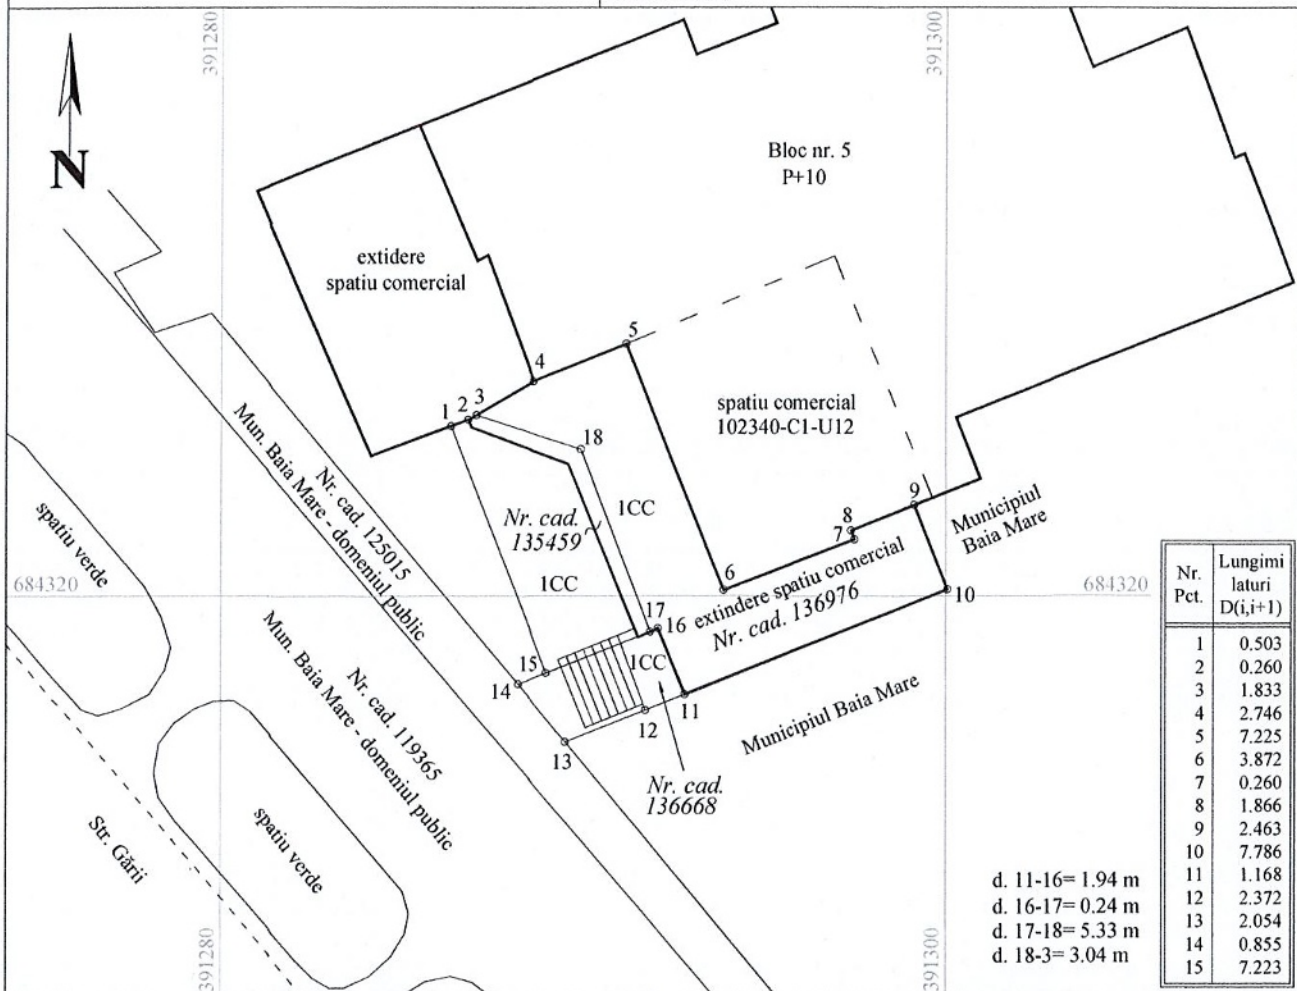 391280
391300
N
Bloc nr. 5
P+10
extidere
spatiu comercial
5
4
3
2
1
18
spatiu comercial
102340-C1-U12
Mun. Baia Mare - domeniul public
Nr. cad. 125015
spatiu verde
Nr. cad.
135459
1CC
1CC
9
8
7
Municipiul
Baia Mare
684320
684320
6
extindere spatiu comercial
Nr. cad. 136976
10
17
16
1CC
15
14
13
12
11
Nr. cad. 119365
Mun. Baia Mare - domeniul public
Municipiul Baia Mare
Nr. cad.
136668
spatiu verde
Str. Gării
391280
391300
d. 11-16= 1.94 m
d. 16-17= 0.24 m
d. 17-18= 5.33 m
d. 18-3= 3.04 m
Nr.
Pct.
Lungimi
laturi
D(i,i+1)
1 0.503
2 0.260
3 1.833
4 2.746
5 7.225
6 3.872
7 0.260
8 1.866
9 2.463
10 7.786
11 1.168
12 2.372
13 2.054
14 0.855
15 7.223